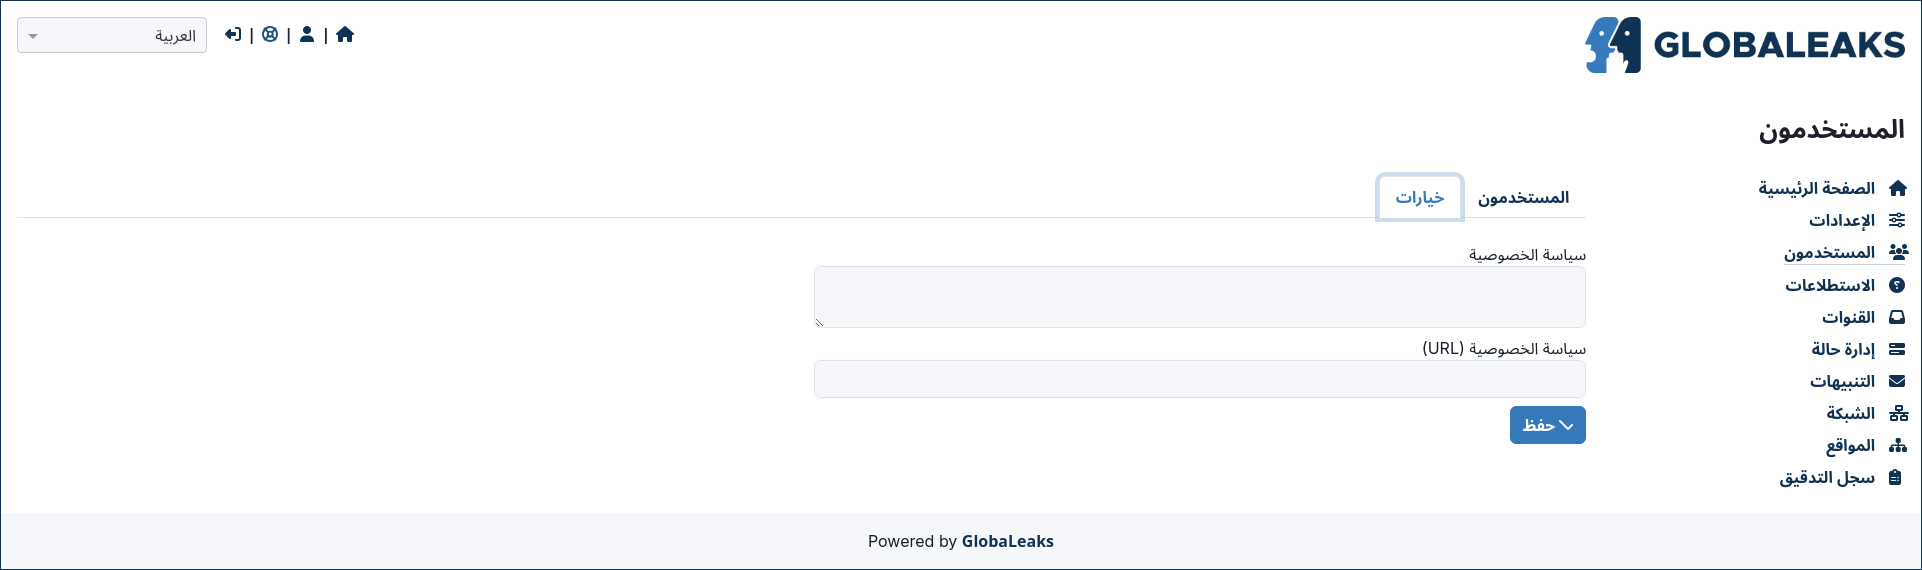 GLOBALEAKS
| | |
العربية
المستخدمون
الصفحة الرئيسية
الإعدادات
المستخدمون
الاستطلاعات
القنوات
إدارة حالة
التنبيهات
الشبكة
المواقع
سجل التدقيق
المستخدمون
خيارات
سياسة الخصوصية
سياسة الخصوصية (URL)
حفظ
Powered by GlobaLeaks